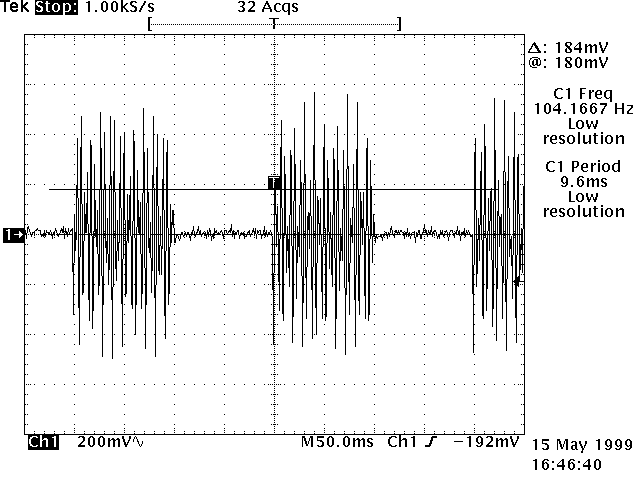 Tek Stop: 1.00kS/s 32 Acqs
T
Δ: 184mV
@: 180mV
C1 Freq
104.1667 Hz
Low
resolution
C1 Period
9.6ms
Low
resolution
T
1→
Ch1 200mV∿ M50.0ms Ch1 ƒ −192mV
15 May 1999
16:46:40